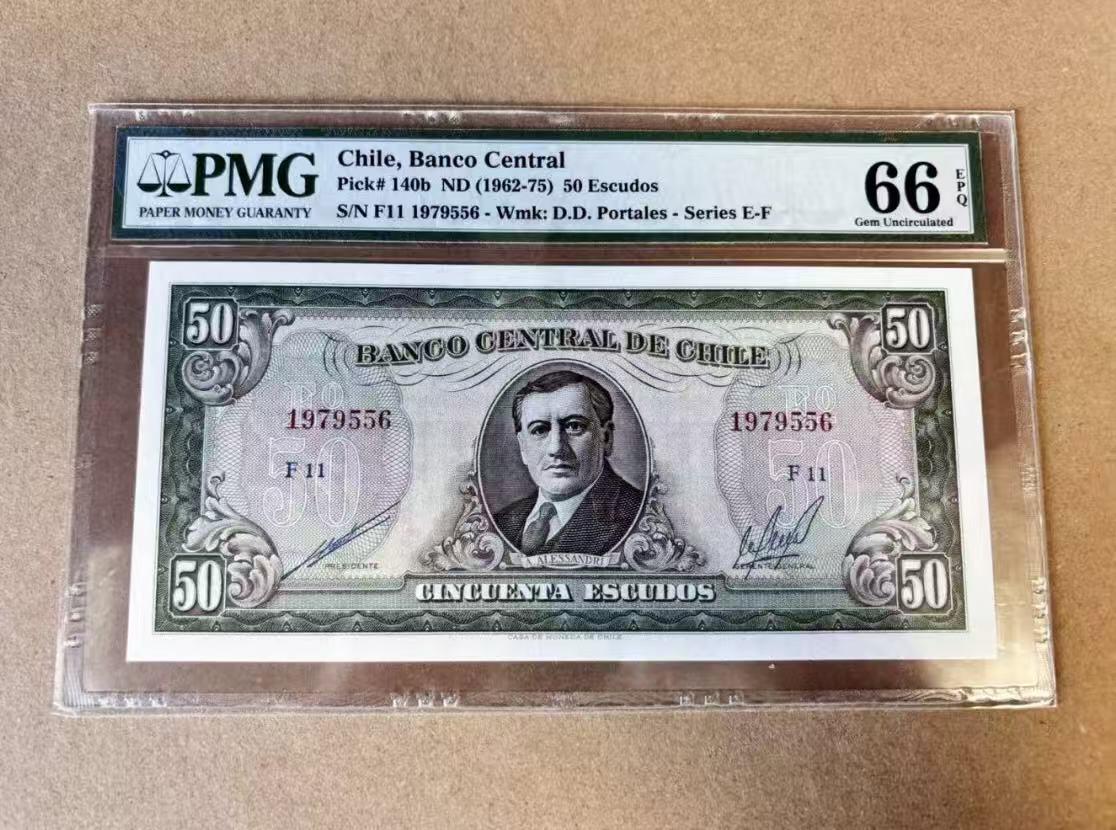 PMG
PAPER MONEY GUARANTY
Chile, Banco Central
Pick# 140b ND (1962-75) 50 Escudos
S/N F11 1979556 - Wmk: D.D. Portales - Series E-F
66
EPQ
Gem Uncirculated
50
50
BANCO CENTRAL DE CHILE
Eº
Eº
1979556
1979556
F 11
F 11
50
50
A. ALESSANDRI
PRESIDENTE
GERENTE GENERAL
50
50
CINCUENTA ESCUDOS
CASA DE MONEDA DE CHILE